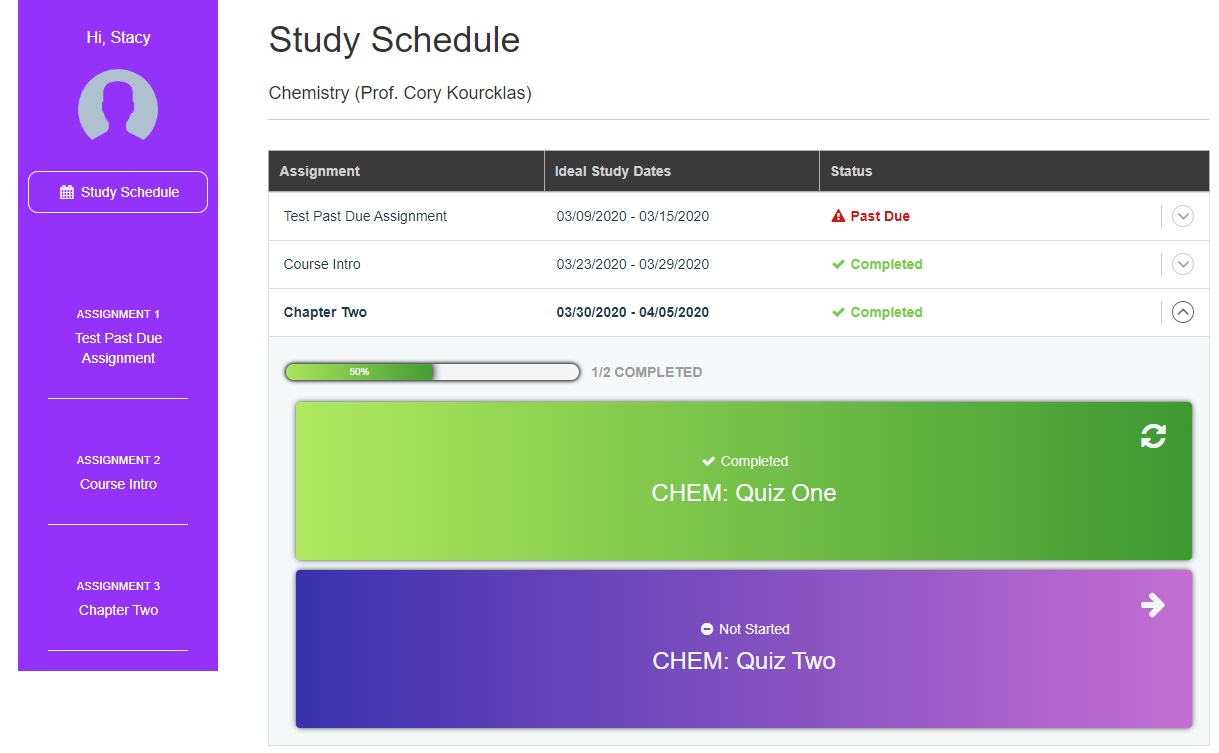 Hi, Stacy
Study Schedule
ASSIGNMENT 1
Test Past Due
Assignment
ASSIGNMENT 2
Course Intro
ASSIGNMENT 3
Chapter Two
Study Schedule
Chemistry (Prof. Cory Kourcklas)
Assignment Ideal Study Dates Status
Test Past Due Assignment 03/09/2020 - 03/15/2020 Past Due
Course Intro 03/23/2020 - 03/29/2020 Completed
Chapter Two 03/30/2020 - 04/05/2020 Completed
50% 1/2 COMPLETED
Completed
CHEM: Quiz One
Not Started
CHEM: Quiz Two